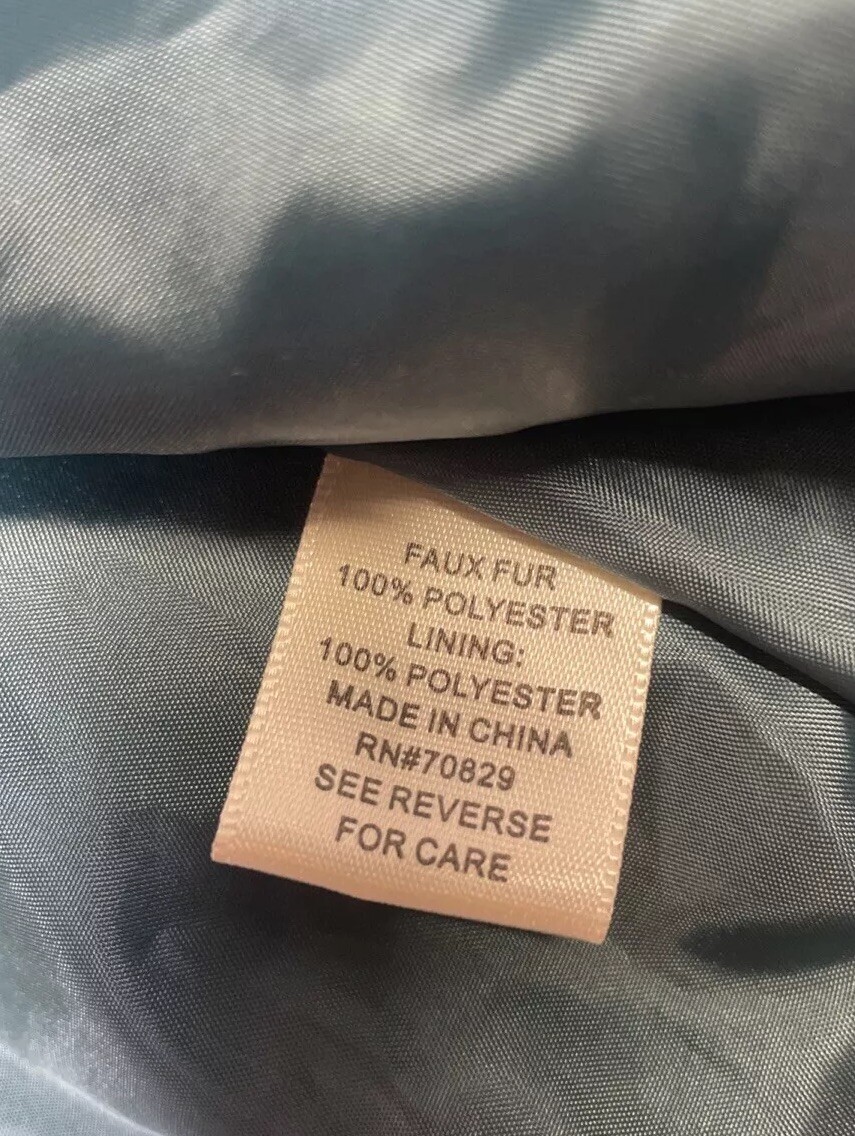 FAUX FUR
100% POLYESTER
LINING:
100% POLYESTER
MADE IN CHINA
RN#70829
SEE REVERSE
FOR CARE